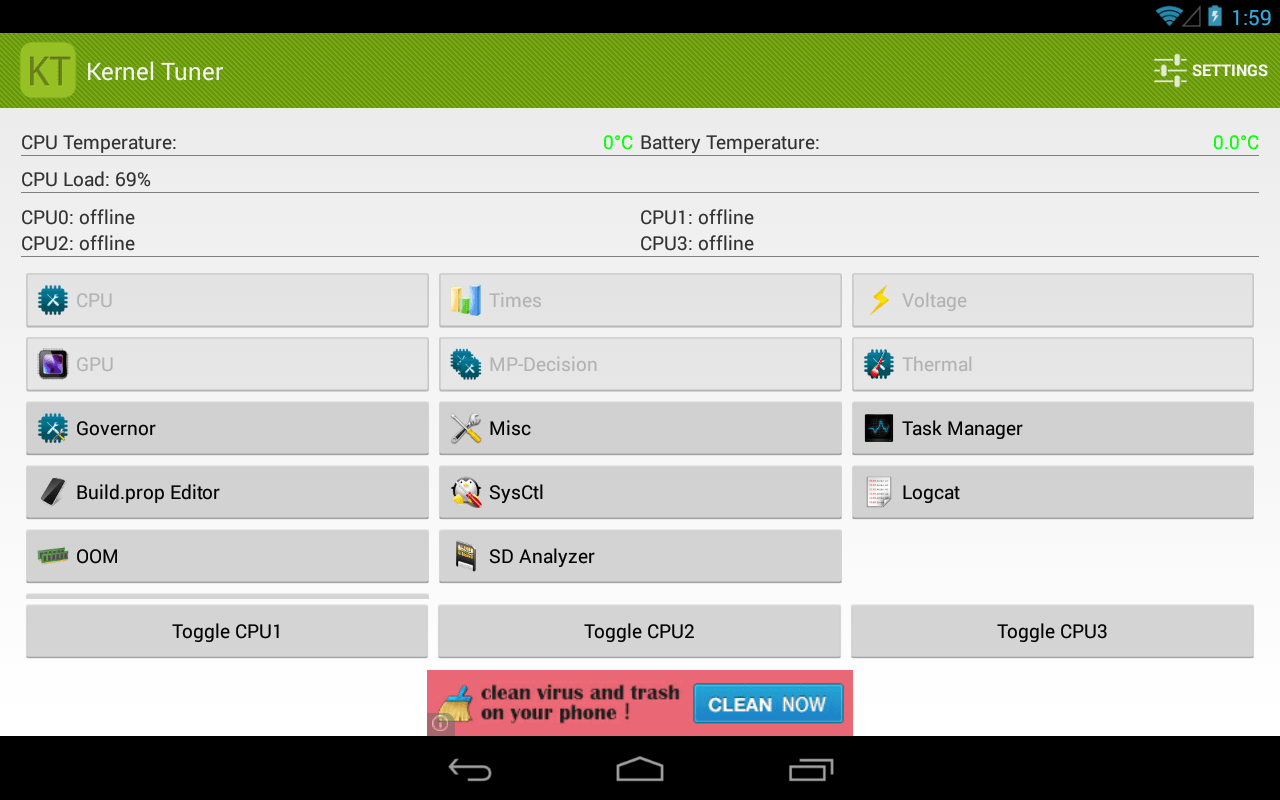 1:59
KT Kernel Tuner SETTINGS
CPU Temperature: 0°C Battery Temperature: 0.0°C
CPU Load: 69%
CPU0: offline CPU1: offline
CPU2: offline CPU3: offline
CPU Times Voltage
GPU MP-Decision Thermal
Governor Misc Task Manager
Build.prop Editor SysCtl Logcat
OOM SD Analyzer
Toggle CPU1 Toggle CPU2 Toggle CPU3
clean virus and trash
on your phone !
CLEAN NOW